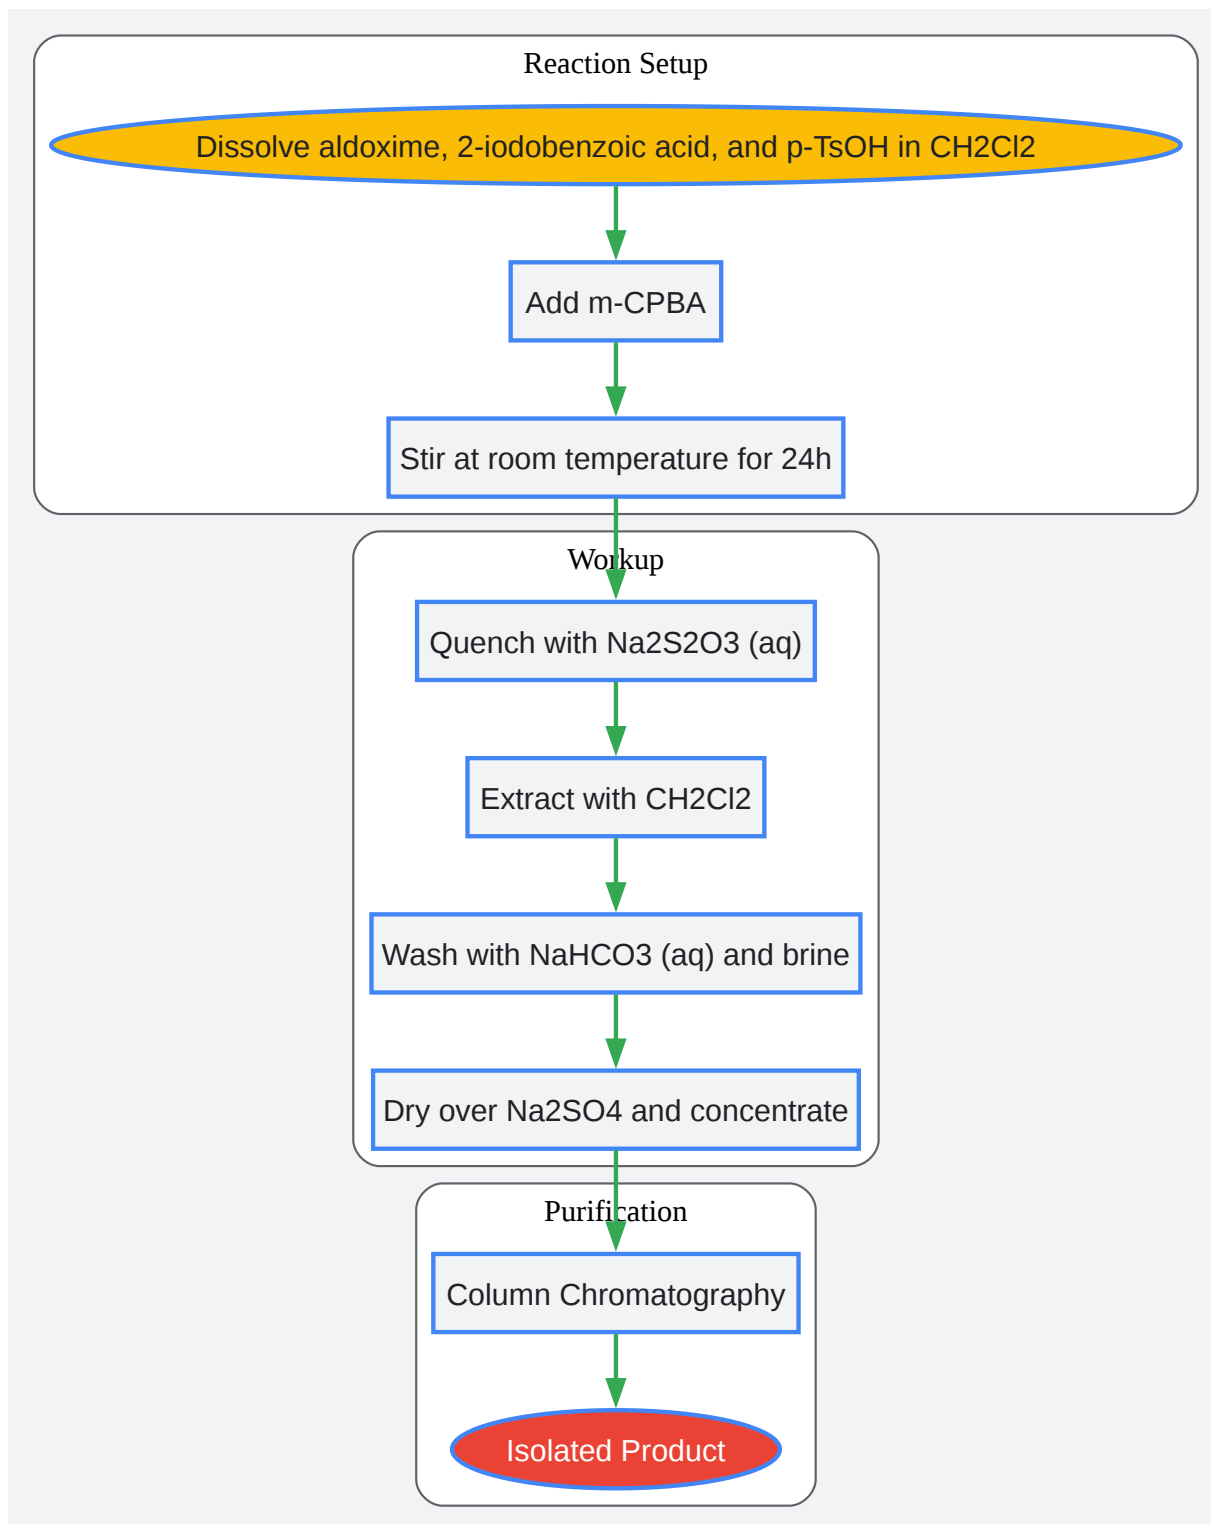 Reaction Setup
Dissolve aldoxime, 2-iodobenzoic acid, and p-TsOH in CH2Cl2
Add m-CPBA
Stir at room temperature for 24h
Workup
Quench with Na2S2O3 (aq)
Extract with CH2Cl2
Wash with NaHCO3 (aq) and brine
Dry over Na2SO4 and concentrate
Purification
Column Chromatography
Isolated Product